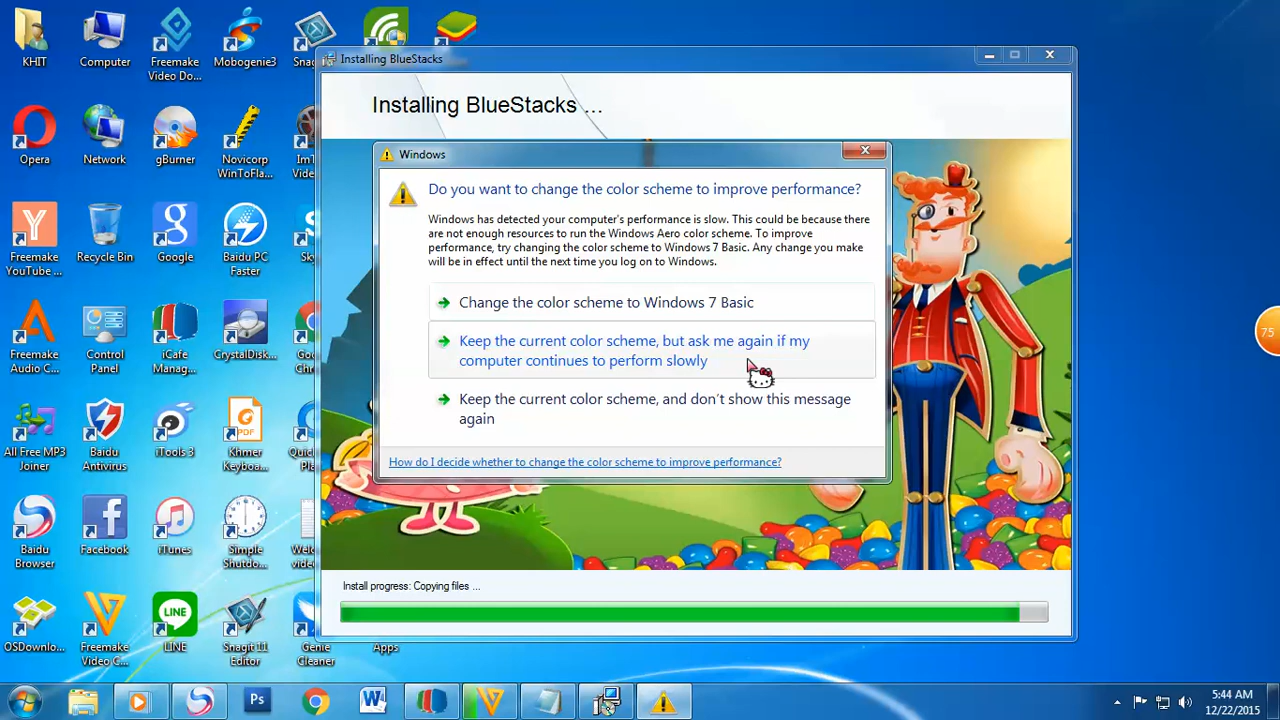 KHIT
Computer
Freemake
Video Do...
Mobogenie3
Installing BlueStacks
Installing BlueStacks ...
Opera
Network
gBurner
Novicorp
WinToFla...
Windows
Do you want to change the color scheme to improve performance?
Windows has detected your computer's performance is slow. This could be because there
are not enough resources to run the Windows Aero color scheme. To improve
performance, try changing the color scheme to Windows 7 Basic. Any change you make
will be in effect until the next time you log on to Windows.
Change the color scheme to Windows 7 Basic
Keep the current color scheme, but ask me again if my
computer continues to perform slowly
Keep the current color scheme, and don't show this message
again
How do I decide whether to change the color scheme to improve performance?
Freemake
YouTube ...
Recycle Bin
Google
Baidu PC
Faster
75
Freemake
Audio C...
Control
Panel
iCafe
Manag...
CrystalDisk...
All Free MP3
Joiner
Baidu
Antivirus
iTools 3
Khmer
Keyboa...
Baidu
Browser
Facebook
iTunes
Simple
Shutdo...
Install progress: Copying files ...
OSDownlo...
Freemake
Video C...
LINE
LINE
Snagit 11
Editor
Genie
Cleaner
Apps
Ps
5:44 AM
12/22/2015